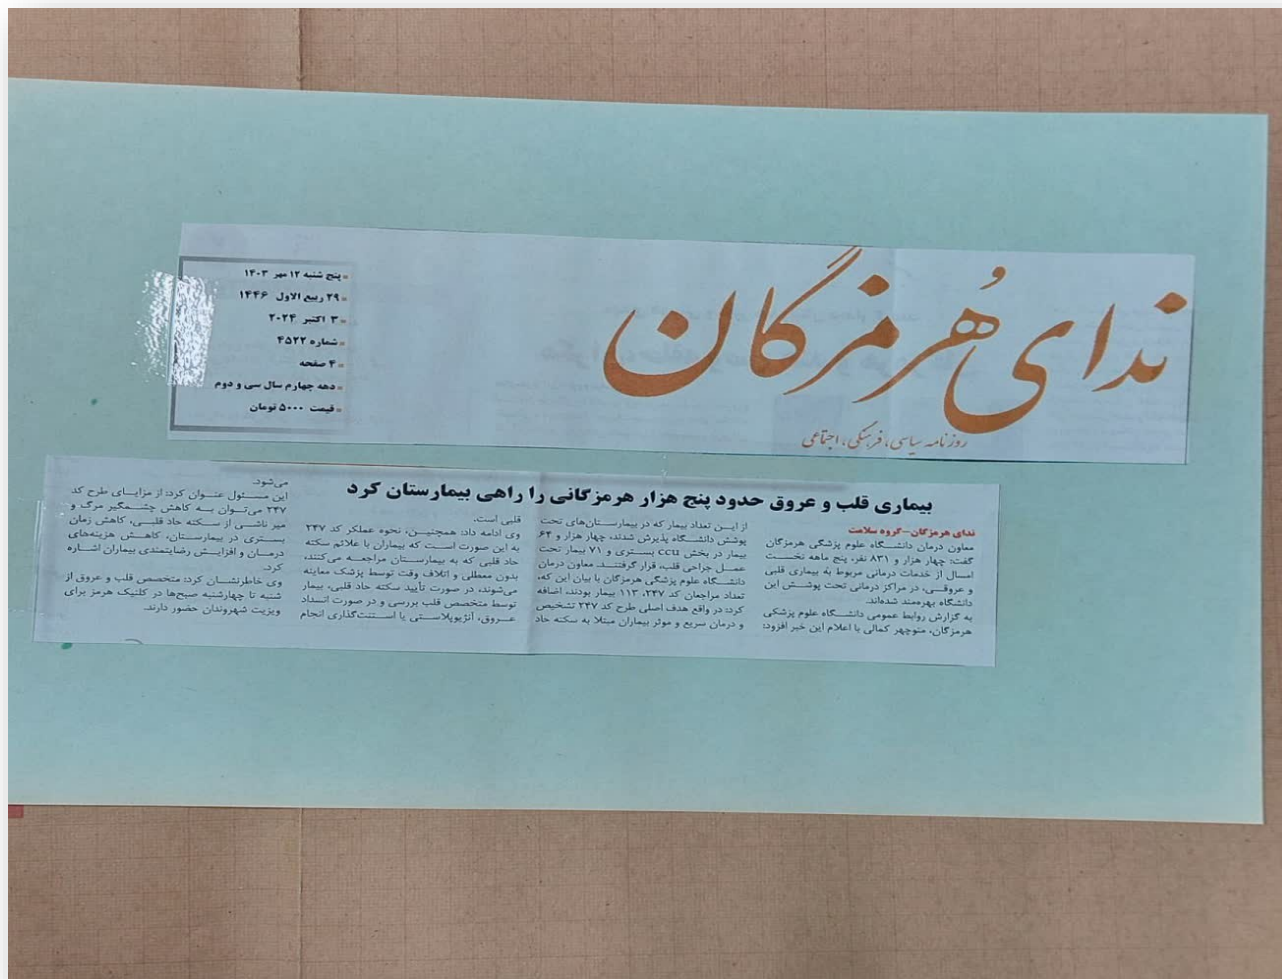 ندای هرمزگان
روزنامه سیاسی، فرهنگی، اجتماعی
پنج شنبه ۱۲ مهر ۱۴۰۳
۲۹ ربیع الاول ۱۴۴۶
۳ اکتبر ۲۰۲۴
شماره ۴۵۲۲
۴ صفحه
دهه چهارم سال سی و دوم
قیمت ۵۰۰۰ تومان
بیماری قلب و عروق حدود پنج هزار هرمزگانی را راهی بیمارستان کرد
ندای هرمزگان-گروه سلامت
معاون درمان دانشگاه علوم پزشکی هرمزگان
گفت: چهار هزار و ۸۳۱ نفر، پنج ماهه نخست
امسال از خدمات درمانی مربوط به بیماری قلبی
و عروقی، در مراکز درمانی تحت پوشش این
دانشگاه بهرمند شده‌اند.
به گزارش روابط عمومی دانشگاه علوم پزشکی
هرمزگان، منوچهر کمالی با اعلام این خبر افزود:
از این تعداد بیمار که در بیمارستان‌های تحت
پوشش دانشگاه پذیرش شدند، چهار هزار و ۶۴
بیمار در بخش ccu بستری و ۷۱ بیمار تحت
عمل جراحی قلب، قرار گرفتند. معاون درمان
دانشگاه علوم پزشکی هرمزگان با بیان این که،
تعداد مراجعان کد ۲۴۷، ۱۱۳ بیمار بودند، اضافه
کرد: در واقع هدف اصلی طرح کد ۲۴۷ تشخیص
و درمان سریع و موثر بیماران مبتلا به سکته حاد
قلبی است.
وی ادامه داد: همچنین، نحوه عملکر کد ۲۴۷
به این صورت است که بیماران با علائم سکته
حاد قلبی که به بیمارستان مراجعه می‌کنند،
بدون معطلی و اتلاف وقت توسط پزشک معاینه
می‌شوند، در صورت تأیید سکته حاد قلبی، بیمار
توسط متخصص قلب بررسی و در صورت انسداد
عروق، آنژیوپلاستی یا استنت‌گذاری انجام
می‌شود.
این مسئول عنوان کرد: از مزایای طرح کد
۲۴۷ می‌توان به کاهش چشمگیر مرگ و
میر ناشی از سکته حاد قلبی، کاهش زمان
بستری در بیمارستان، کاهش هزینه‌های
درمان و افزایش رضایتمندی بیماران اشاره
کرد.
وی خاطرنشان کرد: متخصص قلب و عروق از
شنبه تا چهارشنبه صبح‌ها در کلنیک هرمز برای
ویزیت شهروندان حضور دارند.